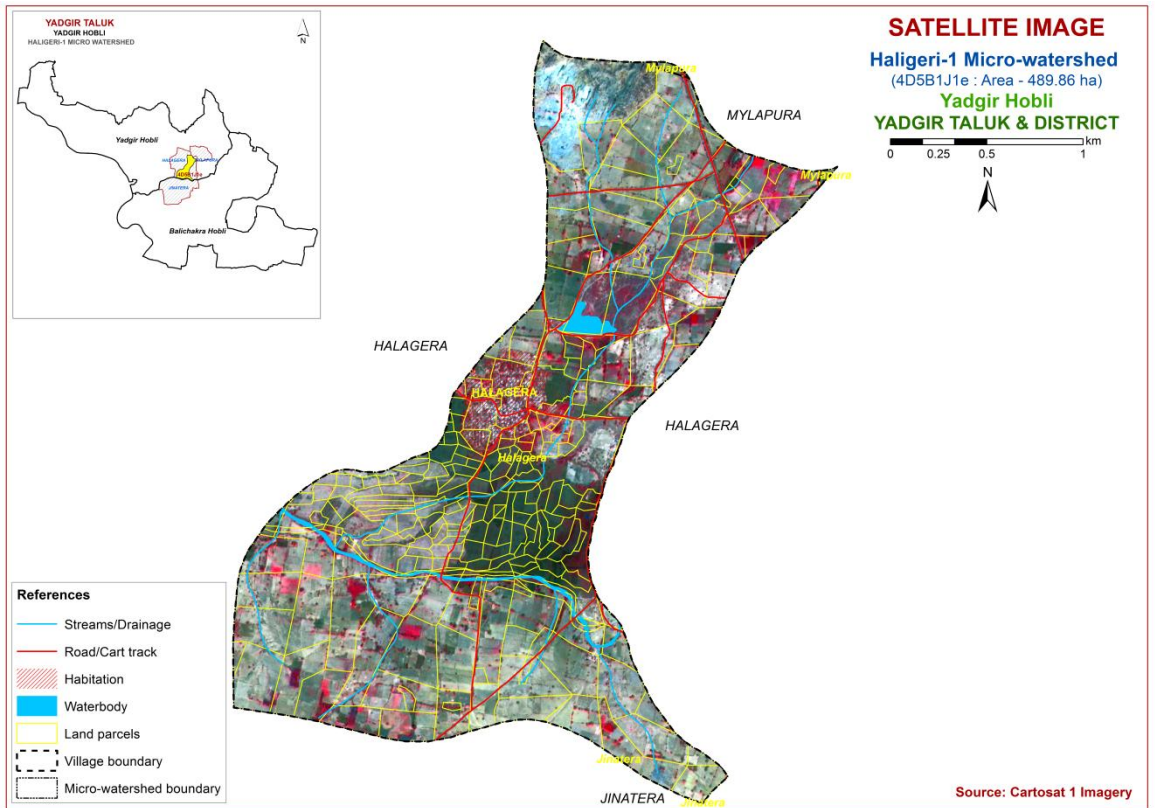 YADGIR TALUK
YADGIR HOBLI
HALIGERI-1 MICRO WATERSHED
N
Yadgir Hobli
HALAGERA
MYLAPURA
4D5B1J1e
JINATERA
Balichakra Hobli
SATELLITE IMAGE
Haligeri-1 Micro-watershed
(4D5B1J1e : Area - 489.86 ha)
Yadgir Hobli
YADGIR TALUK & DISTRICT
km
0 0.25 0.5 1
N
Mylapura
MYLAPURA
Mylapura
HALAGERA
HALAGERA
HALAGERA
Halagera
References
Streams/Drainage
Road/Cart track
Habitation
Waterbody
Land parcels
Village boundary
Micro-watershed boundary
Jinatera
JINATERA
Jinatera
Source: Cartosat 1 Imagery